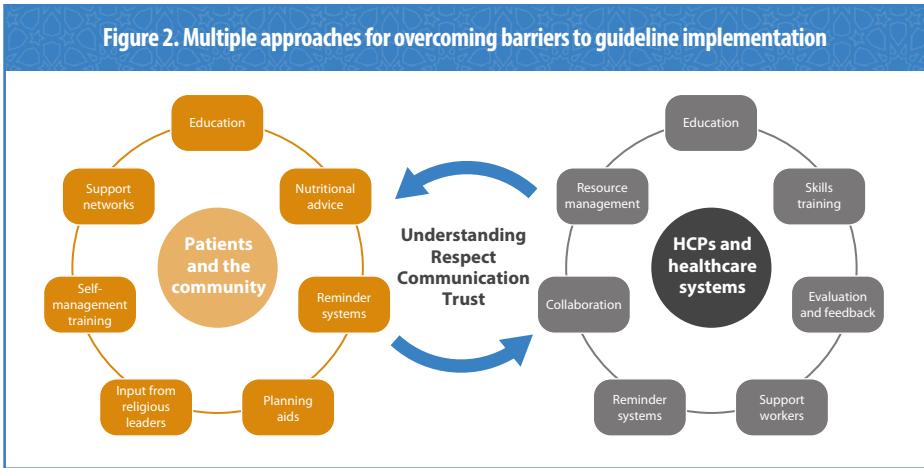 Figure 2. Multiple approaches for overcoming barriers to guideline implementation
Education
Nutritional
advice
Reminder
systems
Planning
aids
Input from
religious
leaders
Self-
management
training
Support
networks
Patients
and the
community
Understanding
Respect
Communication
Trust
Education
Skills
training
Evaluation
and feedback
Support
workers
Reminder
systems
Collaboration
Resource
management
HCPs and
healthcare
systems